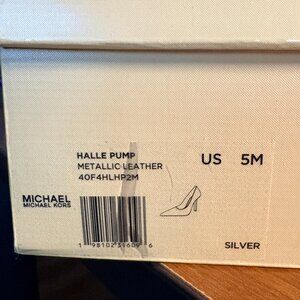 HALLE PUMP
METALLIC LEATHER
40F4HLHP2M
US 5M
MICHAEL
MICHAEL KORS
SILVER